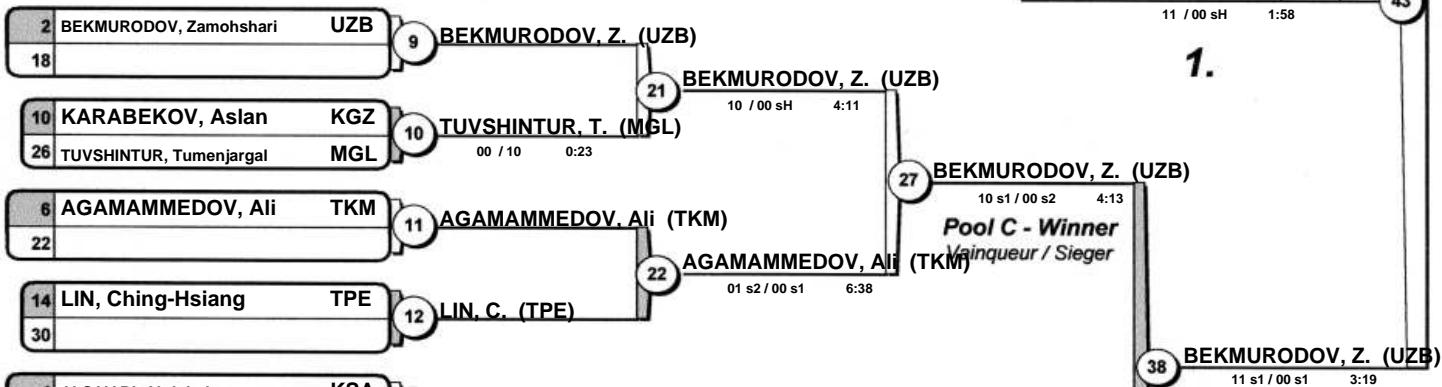 43
11 / 00 sH 1:58
1.
2 BEKMURODOV, Zamohshari UZB
18
9
BEKMURODOV, Z. (UZB)
21
BEKMURODOV, Z. (UZB)
10 / 00 sH 4:11
10 KARABEKOV, Aslan KGZ
26 TUVSHINTUR, Tumenjargal MGL
10
TUVSHINTUR, T. (MGL)
00 / 10 0:23
27
BEKMURODOV, Z. (UZB)
10 s1 / 00 s2 4:13
Pool C - Winner
Vainqueur / Sieger
6 AGAMAMMEDOV, Ali TKM
22
11
AGAMAMMEDOV, Ali (TKM)
22
AGAMAMMEDOV, Ali (TKM)
01 s2 / 00 s1 6:38
14 LIN, Ching-Hsiang TPE
30
12
LIN, C. (TPE)
38
BEKMURODOV, Z. (UZB)
11 s1 / 00 s1 3:19
KSA